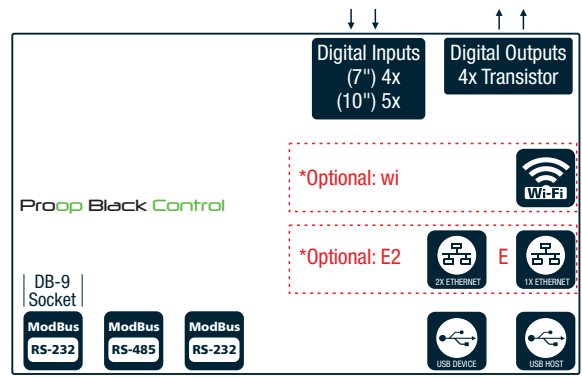 Digital Inputs
(7") 4x
(10") 5x
Digital Outputs
4x Transistor
*Optional: wi
Wi-Fi
Proop Black Control
*Optional: E2
2X ETHERNET
E
1X ETHERNET
DB-9
Socket
ModBus
RS-232
ModBus
RS-485
ModBus
RS-232
USB DEVICE
USB HOST